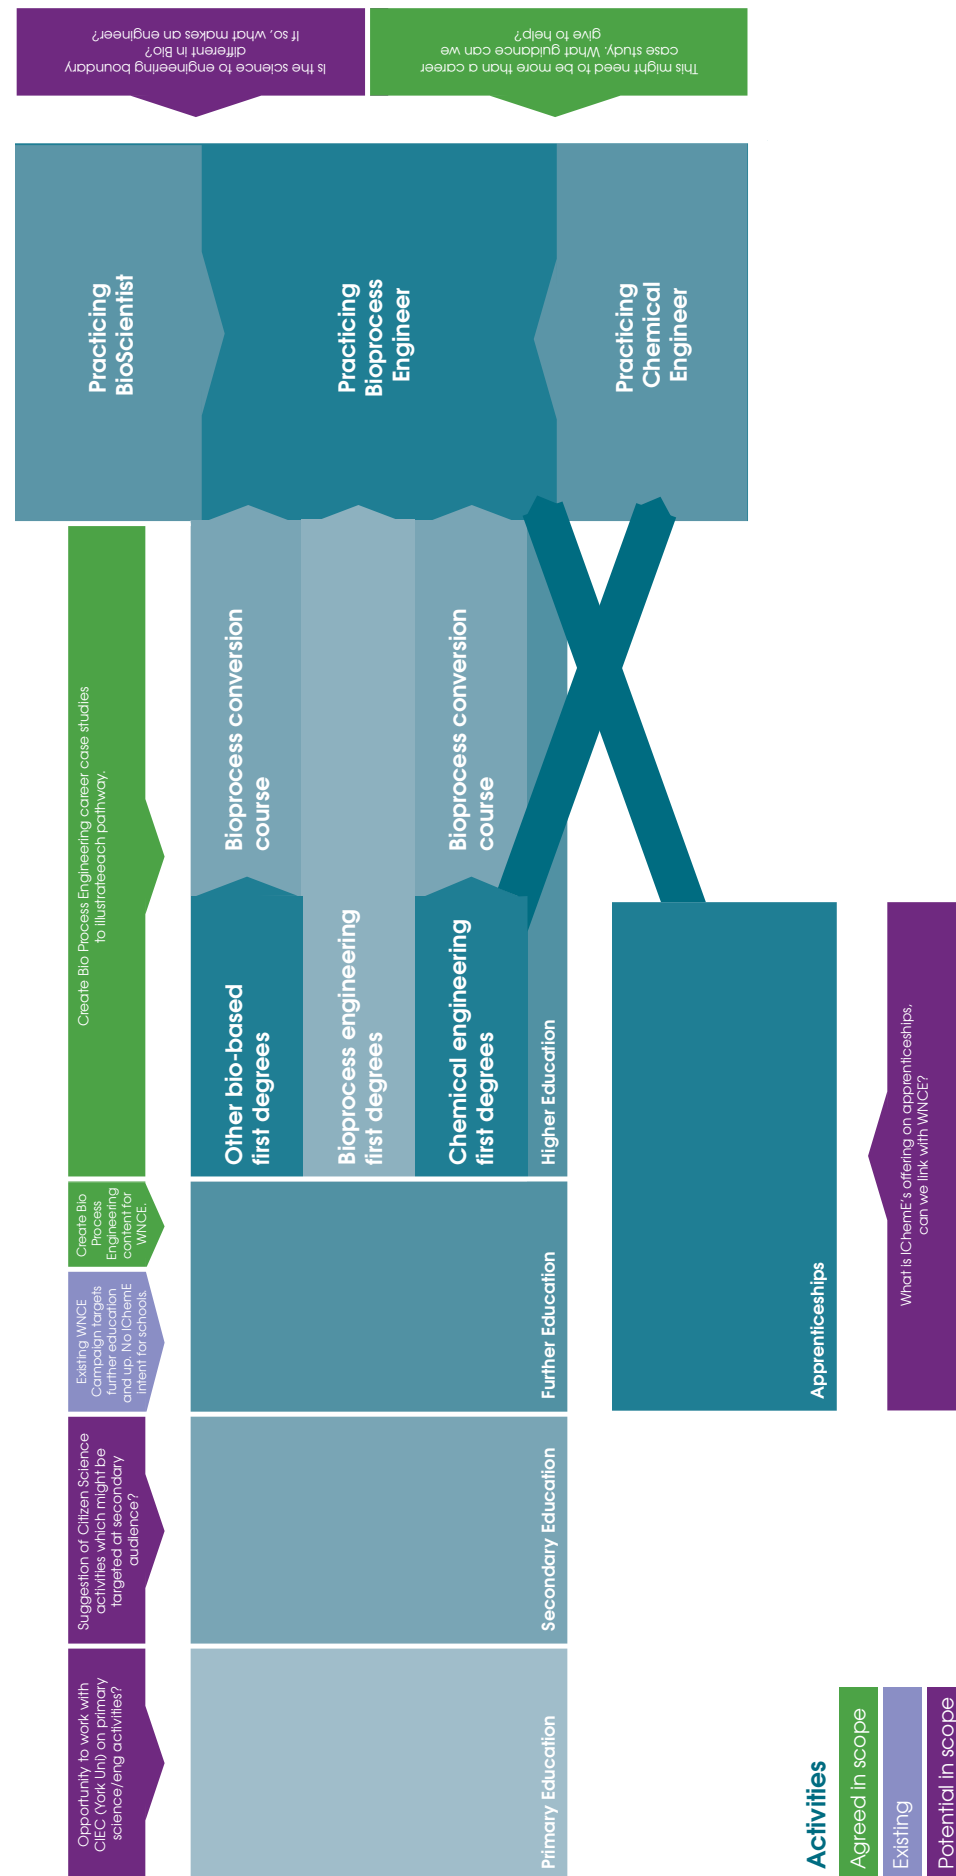 Opportunity to work with
CIEC (York Uni) on primary
science/eng activities?
Suggestion of Citizen Science
activities which might be
targeted at secondary
audience?
Existing WNCE
Campaign targets
further education
and up. No IChemE
intent for schools.
Create Bio
Process
Engineering
content for
WNCE.
Create Bio Process Engineering career case studies
to illustrateeach pathway.
Is the science to engineering boundary
different in Bio?
If so, what makes an engineer?
This might need to be more than a career
case study. What guidance can we
give to help?
Primary Education
Secondary Education
Further Education
Higher Education
Other bio-based
first degrees
Bioprocess engineering
first degrees
Chemical engineering
first degrees
Bioprocess conversion
course
Bioprocess conversion
course
Practicing
BioScientist
Practicing
Bioprocess
Engineer
Practicing
Chemical
Engineer
Apprenticeships
What is IChemE's offering on apprenticeships,
can we link with WNCE?
Activities
Agreed in scope
Existing
Potential in scope